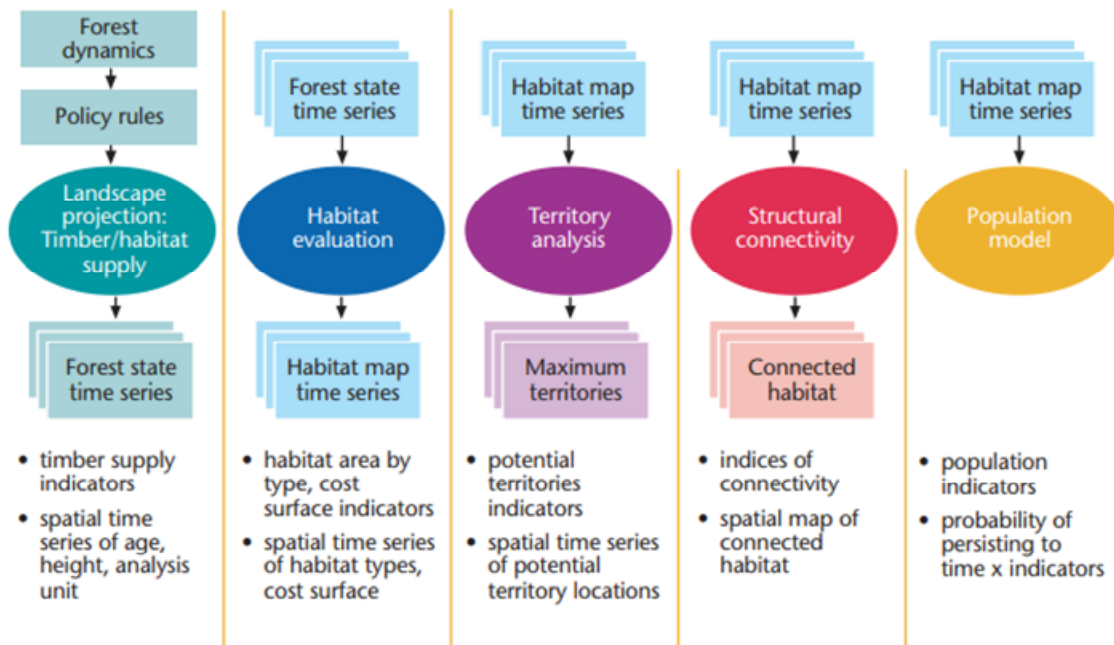 Forest
dynamics
Policy rules
Landscape
projection:
Timber/habitat
supply
Forest state
time series
• timber supply
indicators
• spatial time
series of age,
height, analysis
unit
Forest state
time series
Habitat
evaluation
Habitat map
time series
• habitat area by
type, cost
surface indicators
• spatial time series
of habitat types,
cost surface
Habitat map
time series
Territory
analysis
Maximum
territories
• potential
territories
indicators
• spatial time series
of potential
territory locations
Habitat map
time series
Structural
connectivity
Connected
habitat
• indices of
connectivity
• spatial map of
connected
habitat
Habitat map
time series
Population
model
• population
indicators
• probability of
persisting to
time x indicators